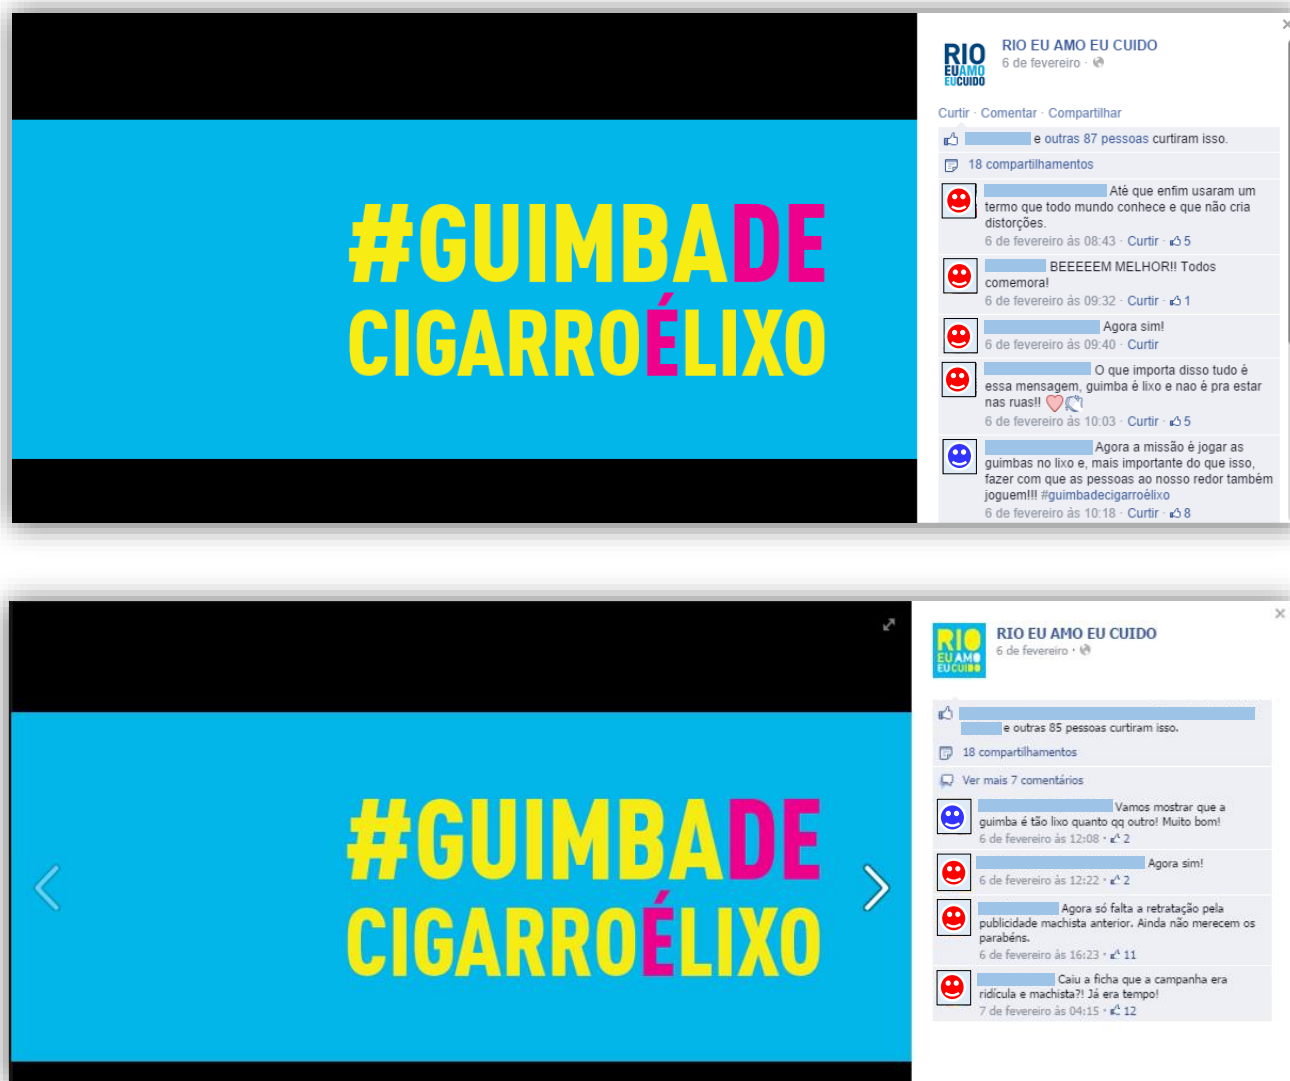 #GUIMBADE
CIGARROÉLIXO
RIO
EUAMO
EUCUIDO
RIO EU AMO EU CUIDO
6 de fevereiro ·
Curtir · Comentar · Compartilhar
e outras 87 pessoas curtiram isso.
18 compartilhamentos
Até que enfim usaram um
termo que todo mundo conhece e que não cria
distorções.
6 de fevereiro às 08:43 · Curtir · 5
BEEEEEM MELHOR!! Todos
comemora!
6 de fevereiro às 09:32 · Curtir · 1
Agora sim!
6 de fevereiro às 09:40 · Curtir
O que importa disso tudo é
essa mensagem, guimba é lixo e nao é pra estar
nas ruas!!
6 de fevereiro às 10:03 · Curtir · 5
Agora a missão é jogar as
guimbas no lixo e, mais importante do que isso,
fazer com que as pessoas ao nosso redor também
joguem!!! #guimbadecigarroélixo
6 de fevereiro às 10:18 · Curtir · 8
#GUIMBADE
CIGARROÉLIXO
RIO
EU AMO
EU CUIDO
RIO EU AMO EU CUIDO
6 de fevereiro ·
e outras 85 pessoas curtiram isso.
18 compartilhamentos
Ver mais 7 comentários
Vamos mostrar que a
guimba é tão lixo quanto qq outro! Muito bom!
6 de fevereiro às 12:08 · 2
Agora sim!
6 de fevereiro às 12:22 · 2
Agora só falta a retratação pela
publicidade machista anterior. Ainda não merecem os
parabéns.
6 de fevereiro às 16:23 · 11
Caiu a ficha que a campanha era
ridícula e machista?! Já era tempo!
7 de fevereiro às 04:15 · 12